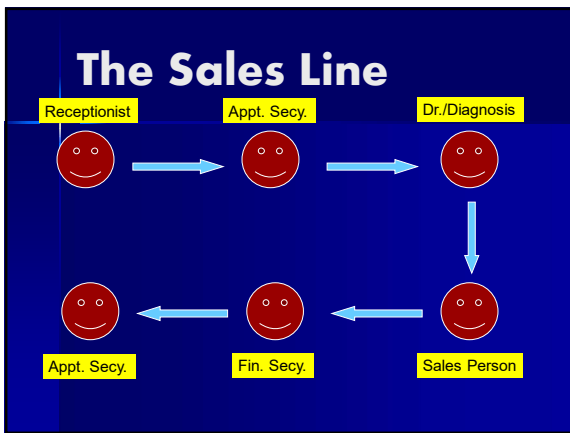 The Sales Line
Receptionist
Appt. Secy.
Dr./Diagnosis
Appt. Secy.
Fin. Secy.
Sales Person